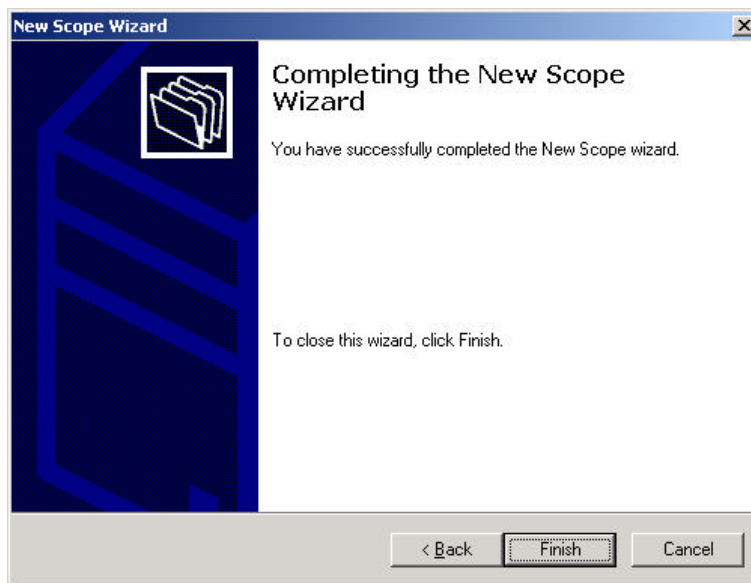 New Scope Wizard
Completing the New Scope
Wizard
You have successfully completed the New Scope wizard.
To close this wizard, click Finish.
< Back
Finish
Cancel